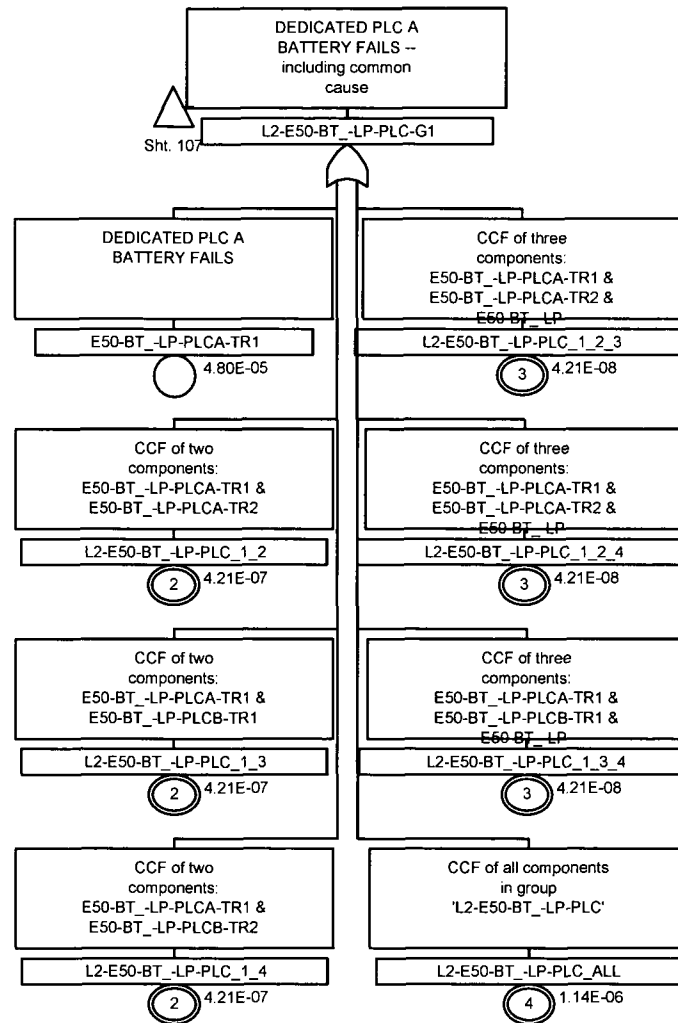 DEDICATED PLC A
BATTERY FAILS --
including common
cause
Sht. 107
L2-E50-BT_-LP-PLC-G1
DEDICATED PLC A
BATTERY FAILS
E50-BT_-LP-PLCA-TR1
4.80E-05
CCF of three
components:
E50-BT_-LP-PLCA-TR1 &
E50-BT_-LP-PLCA-TR2 &
E50-BT_-LP
L2-E50-BT_-LP-PLC_1_2_3
3
4.21E-08
CCF of two
components:
E50-BT_-LP-PLCA-TR1 &
E50-BT_-LP-PLCA-TR2
L2-E50-BT_-LP-PLC_1_2
2
4.21E-07
CCF of three
components:
E50-BT_-LP-PLCA-TR1 &
E50-BT_-LP-PLCA-TR2 &
E50-BT_-LP
L2-E50-BT_-LP-PLC_1_2_4
3
4.21E-08
CCF of two
components:
E50-BT_-LP-PLCA-TR1 &
E50-BT_-LP-PLCB-TR1
L2-E50-BT_-LP-PLC_1_3
2
4.21E-07
CCF of three
components:
E50-BT_-LP-PLCA-TR1 &
E50-BT_-LP-PLCB-TR1 &
E50-BT_-LP
L2-E50-BT_-LP-PLC_1_3_4
3
4.21E-08
CCF of two
components:
E50-BT_-LP-PLCA-TR1 &
E50-BT_-LP-PLCB-TR2
L2-E50-BT_-LP-PLC_1_4
2
4.21E-07
CCF of all components
in group
'L2-E50-BT_-LP-PLC'
L2-E50-BT_-LP-PLC_ALL
4
1.14E-06